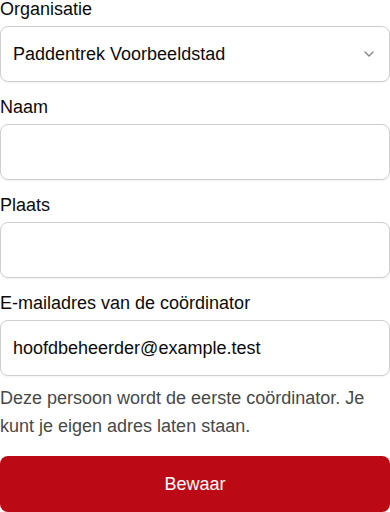 Organisatie
Paddentrek Voorbeeldstad
Naam
Plaats
E-mailadres van de coördinator
hoofdbeheerder@example.test
Deze persoon wordt de eerste coördinator. Je
kunt je eigen adres laten staan.
Bewaar